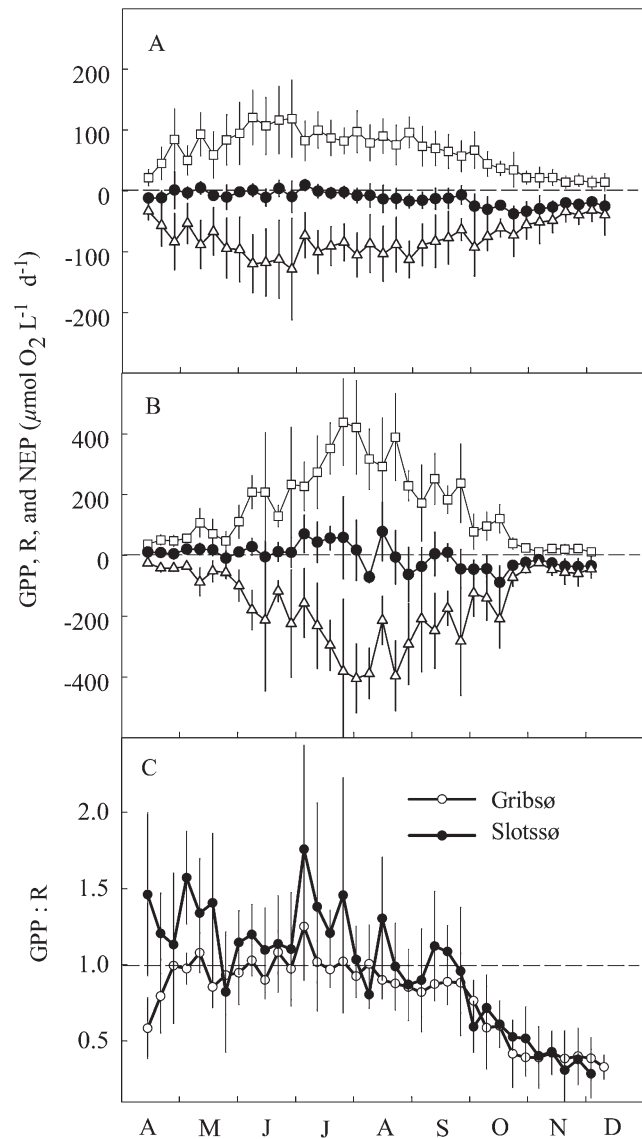 A
200
100
0
-100
-200
GPP, R, and NEP (µmol O₂ L⁻¹ d⁻¹)
B
400
200
0
-200
-400
C
Gribsø
Slotssø
2.0
1.5
1.0
0.5
GPP : R
A M J J A S O N D